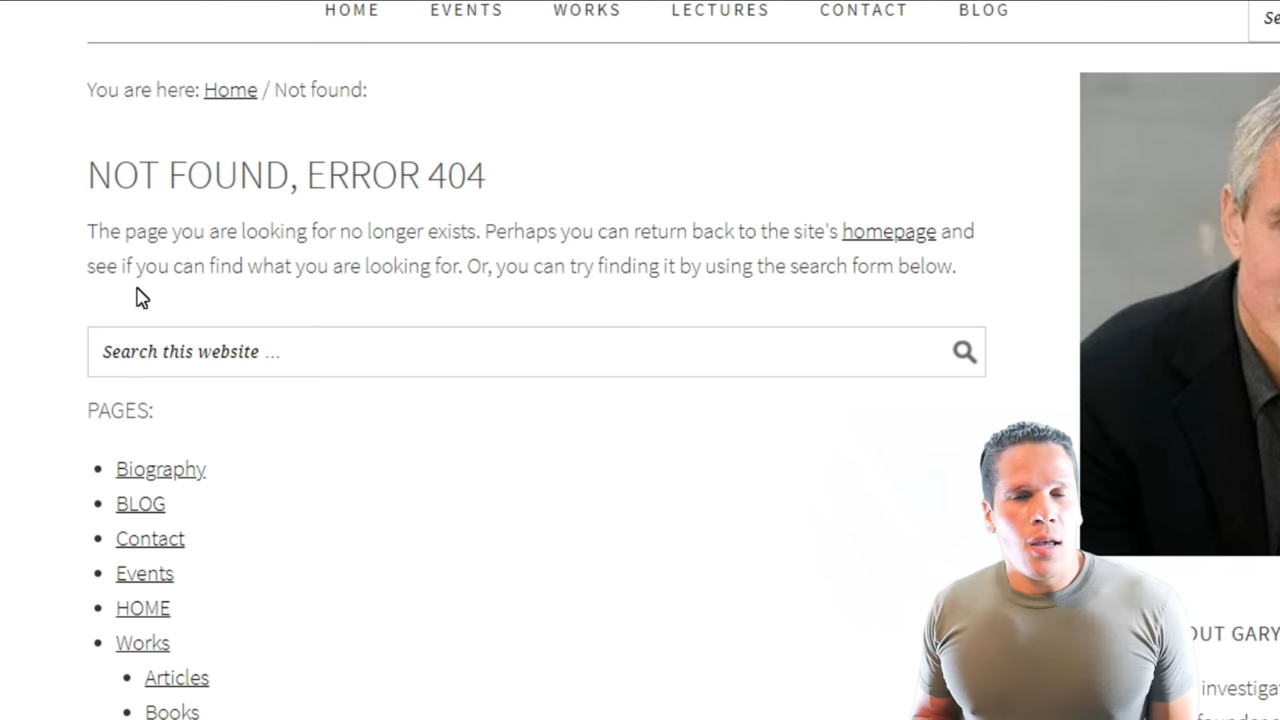 HOME EVENTS WORKS LECTURES CONTACT BLOG
You are here: Home / Not found:
NOT FOUND, ERROR 404
The page you are looking for no longer exists. Perhaps you can return back to the site's homepage and
see if you can find what you are looking for. Or, you can try finding it by using the search form below.
Search this website ...
PAGES:
Biography
BLOG
Contact
Events
HOME
Works
Articles
Books
GARY